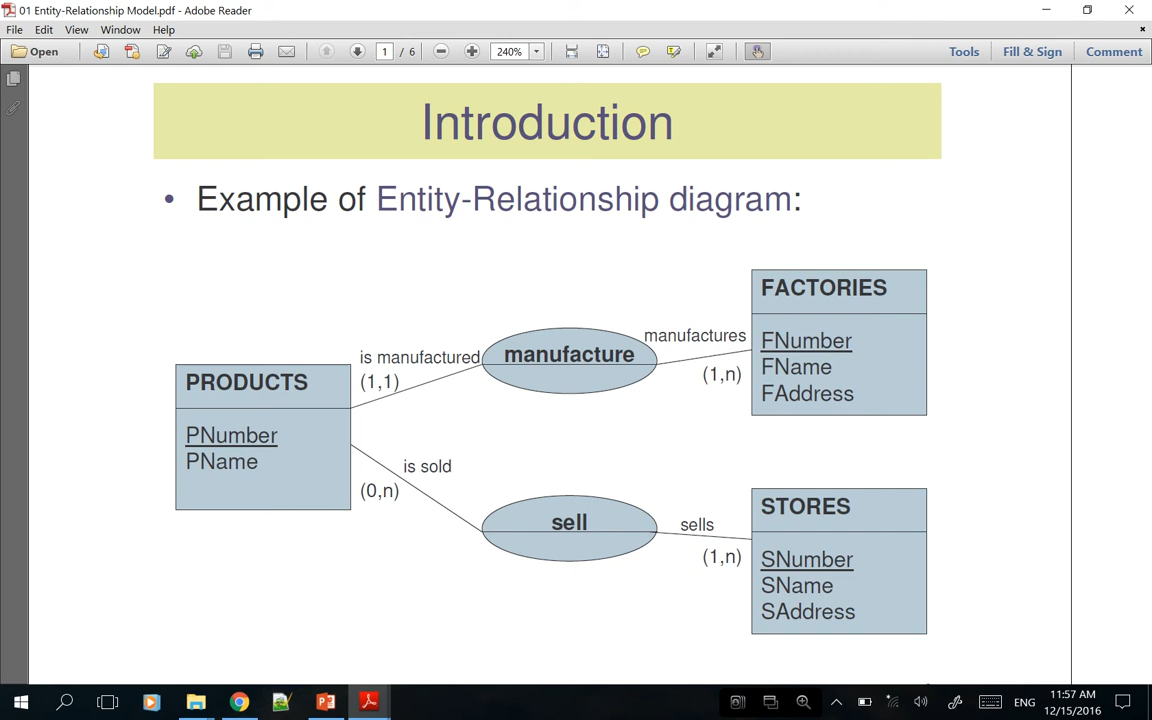 01 Entity-Relationship Model.pdf - Adobe Reader
File Edit View Window Help
Open 1 / 6 240% Tools Fill & Sign Comment
Introduction
• Example of Entity-Relationship diagram:
FACTORIES
FNumber
FName
FAddress
manufactures
(1,n)
manufacture
is manufactured
(1,1)
PRODUCTS
PNumber
PName
is sold
(0,n)
sell
sells
(1,n)
STORES
SNumber
SName
SAddress
ENG
11:57 AM
12/15/2016